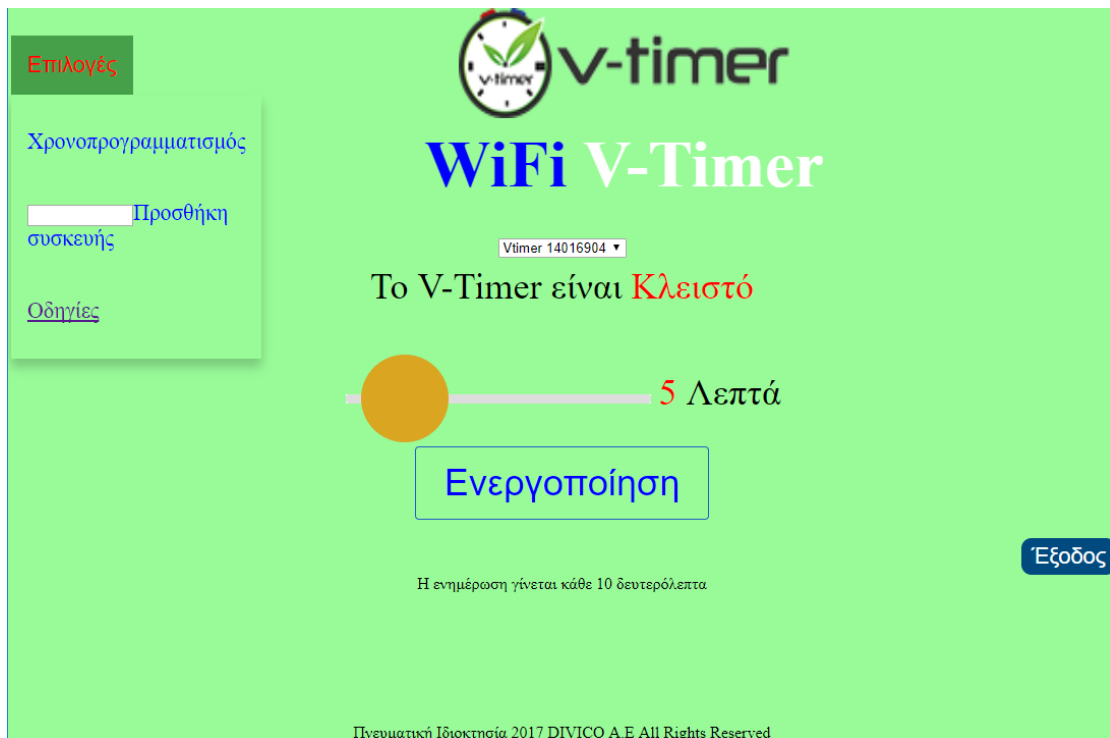 Επιλογές
Χρονοπρογραμματισμός
Προσθήκη
συσκευής
Οδηγίες
v-timer
v-timer
WiFi V-Timer
Vtimer 14016904
Το V-Timer είναι Κλειστό
5 Λεπτά
Ενεργοποίηση
Έξοδος
Η ενημέρωση γίνεται κάθε 10 δευτερόλεπτα
Πνευματική Ιδιοκτησία 2017 DIVICO A.E All Rights Reserved